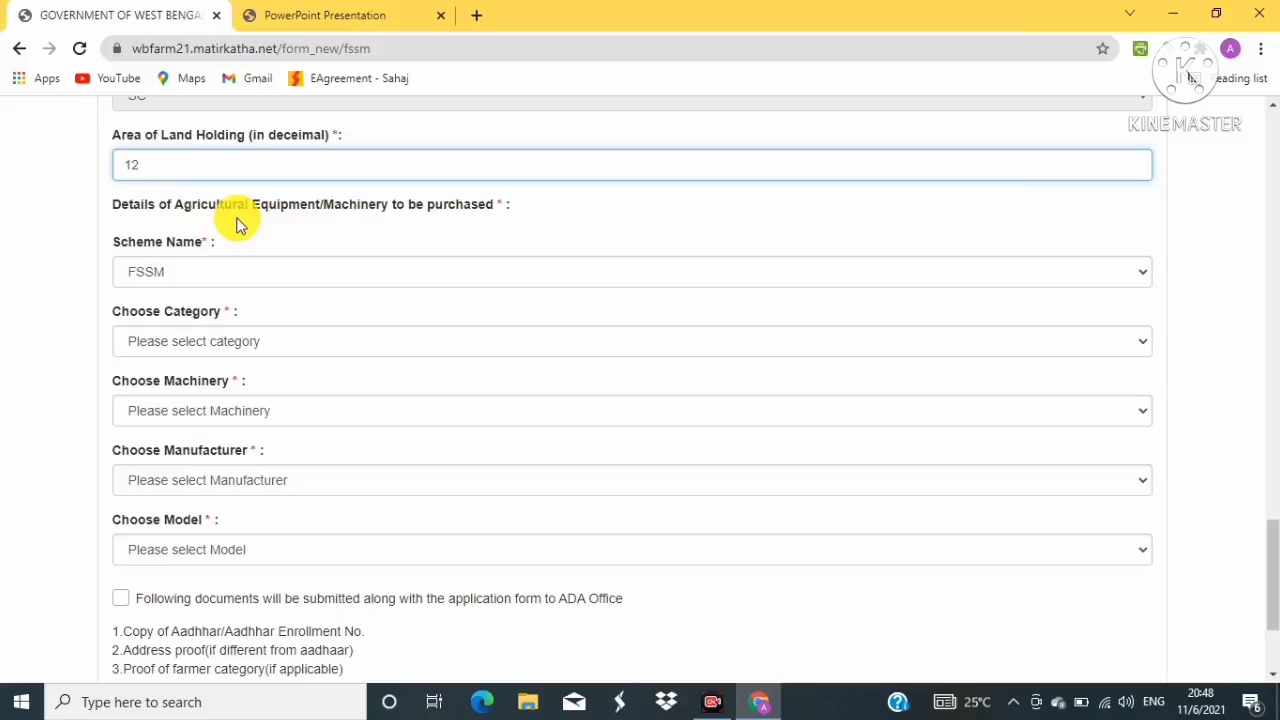 GOVERNMENT OF WEST BENGA
PowerPoint Presentation
wbfarm21.matirkatha.net/form_new/fssm
A
Apps
YouTube
Maps
Gmail
EAgreement - Sahaj
Reading list
K
KINEMASTER
SC
Area of Land Holding (in deceimal) *:
12
Details of Agricultural Equipment/Machinery to be purchased * :
Scheme Name* :
FSSM
Choose Category * :
Please select category
Choose Machinery * :
Please select Machinery
Choose Manufacturer * :
Please select Manufacturer
Choose Model * :
Please select Model
Following documents will be submitted along with the application form to ADA Office
1.Copy of Aadhhar/Aadhhar Enrollment No.
2.Address proof(if different from aadhaar)
3.Proof of farmer category(if applicable)
Type here to search
25°C
ENG
20:48
11/6/2021
6